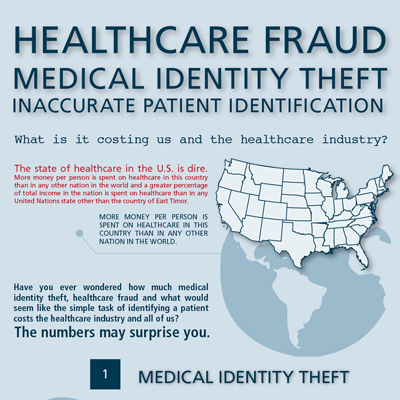 HEALTHCARE FRAUD
MEDICAL IDENTITY THEFT
INACCURATE PATIENT IDENTIFICATION
What is it costing us and the healthcare industry?
The state of healthcare in the U.S. is dire.
More money per person is spent on healthcare in this country
than in any other nation in the world and a greater percentage
of total income in the nation is spent on healthcare than in any
United Nations state other than the country of East Timor.
MORE MONEY PER PERSON IS
SPENT ON HEALTHCARE IN THIS
COUNTRY THAN IN ANY OTHER
NATION IN THE WORLD.
Have you ever wondered how much medical
identity theft, healthcare fraud and what would
seem like the simple task of identifying a patient
costs the healthcare industry and all of us?
The numbers may surprise you.
1 MEDICAL IDENTITY THEFT